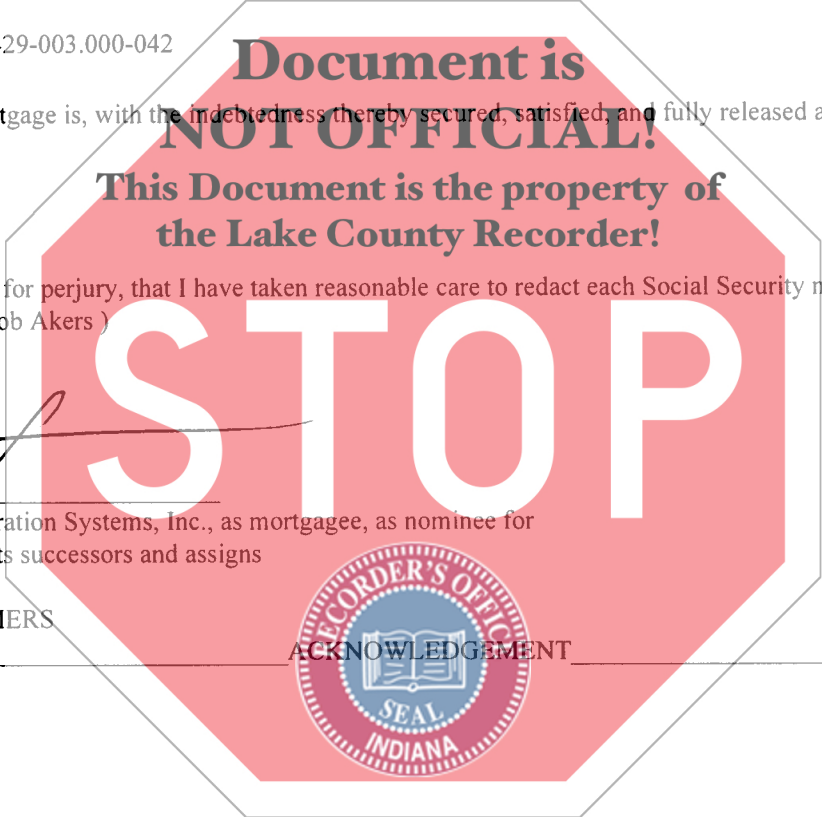 29-003.000-042
Document is
tgage is, with the indebtedness thereby secured, satisfied, and fully released a
NOT OFFICIAL!
This Document is the property of
the Lake County Recorder!
for perjury, that I have taken reasonable care to redact each Social Security n
ob Akers )
STOP
ration Systems, Inc., as mortgagee, as nominee for
ts successors and assigns
RECORDER'S OFFICE
IERS
ACKNOWLEDGEMENT
SEAL
INDIANA